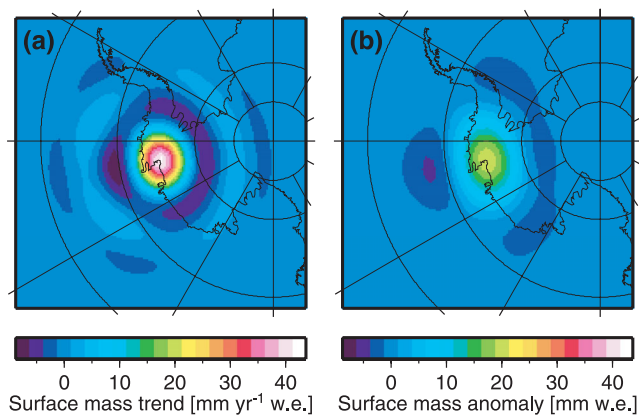 (a) (b)
0 10 20 30 40 0 10 20 30 40
Surface mass trend [mm yr⁻¹ w.e.] Surface mass anomaly [mm w.e.]